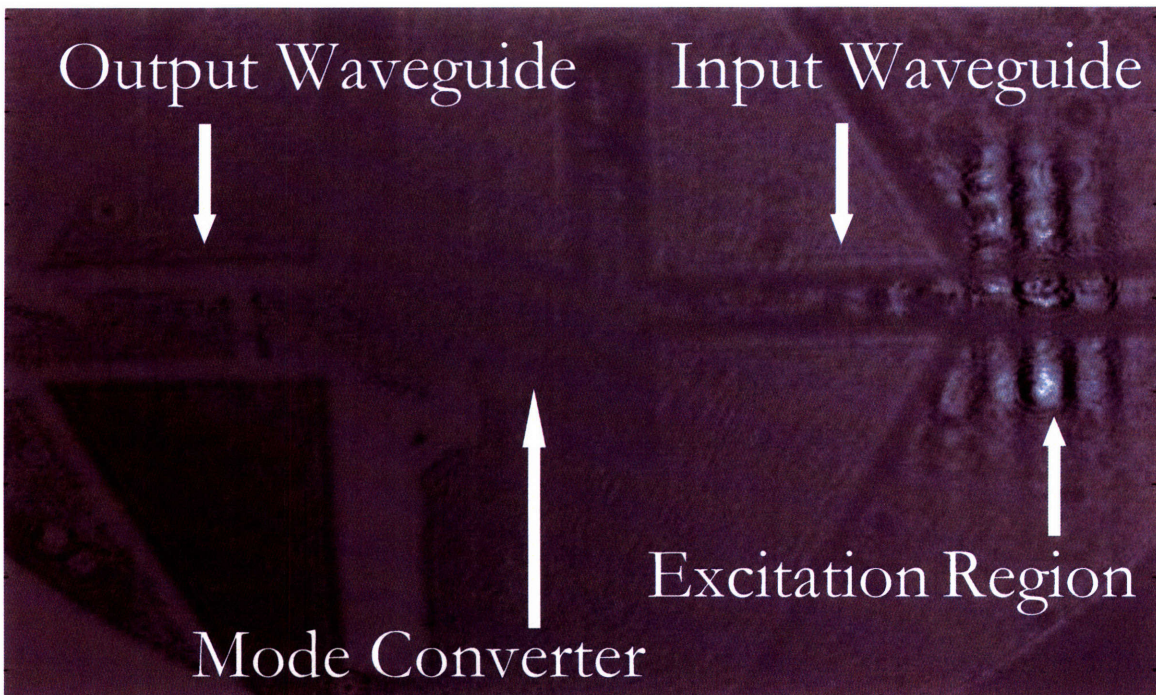 Output Waveguide
Input Waveguide
Excitation Region
Mode Converter